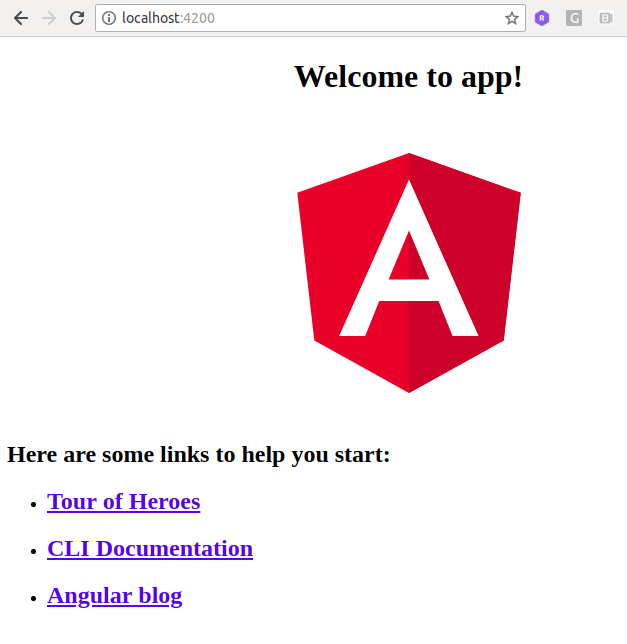 localhost:4200
Welcome to app!
A
Here are some links to help you start:
Tour of Heroes
CLI Documentation
Angular blog